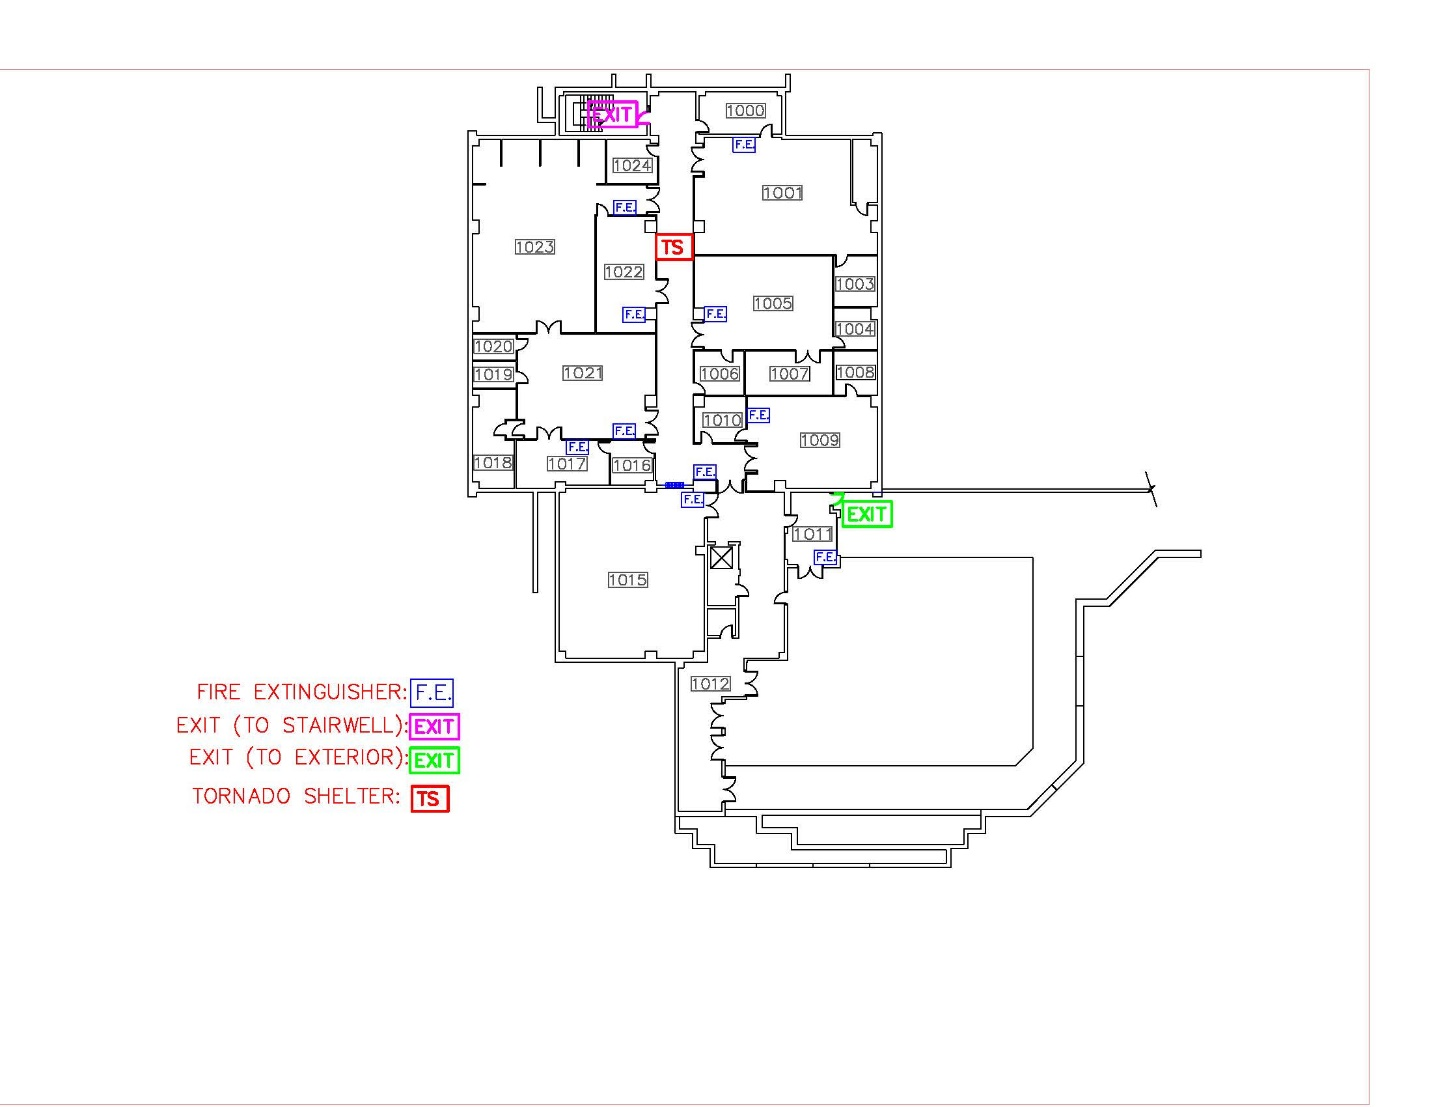 EXIT
1000
F.E.
1024
1001
F.E.
TS
1023
1022
1003
1005
F.E.
F.E.
1004
1020
1019
1021
1006
1007
1008
F.E.
1010
F.E.
1009
F.E.
1018
1017
1016
F.E.
F.E.
EXIT
1011
F.E.
1015
1012
FIRE EXTINGUISHER: F.E.
EXIT (TO STAIRWELL): EXIT
EXIT (TO EXTERIOR): EXIT
TORNADO SHELTER: TS